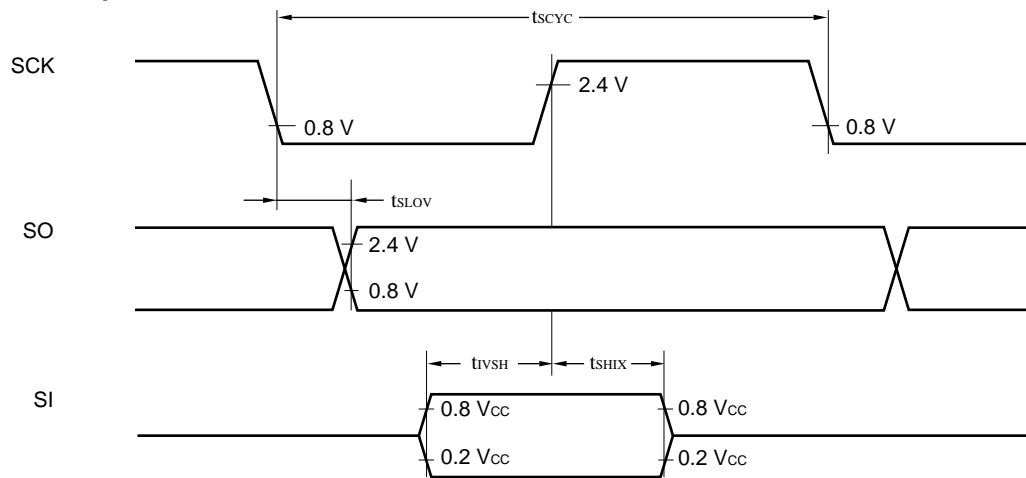 tSCYC
SCK
2.4 V
0.8 V
0.8 V
tSLOV
SO
2.4 V
0.8 V
tIVSH
tSHIX
SI
0.8 VCC
0.8 VCC
0.2 VCC
0.2 VCC